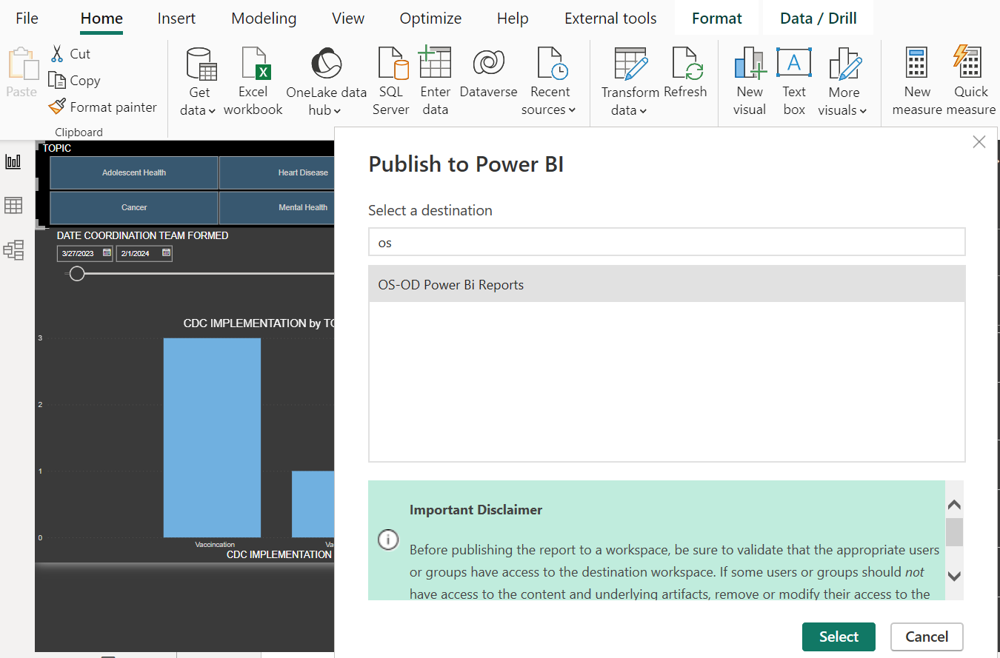 File Home Insert Modeling View Optimize Help External tools Format Data / Drill
Paste
Cut
Copy
Format painter
Clipboard
Get data
Excel workbook
OneLake data hub
SQL Server
Enter data
Dataverse
Recent sources
Transform data
Refresh
New visual
Text box
More visuals
New measure
Quick measure
TOPIC
Adolescent Health Heart Disease
Cancer Mental Health
DATE COORDINATION TEAM FORMED
3/27/2023 2/1/2024
CDC IMPLEMENTATION by TO
3
2
1
0
Vaccincation Va
CDC IMPLEMENTATION
Publish to Power BI
Select a destination
os
OS-OD Power Bi Reports
Important Disclaimer
Before publishing the report to a workspace, be sure to validate that the appropriate users
or groups have access to the destination workspace. If some users or groups should not
have access to the content and underlying artifacts, remove or modify their access to the
Select Cancel